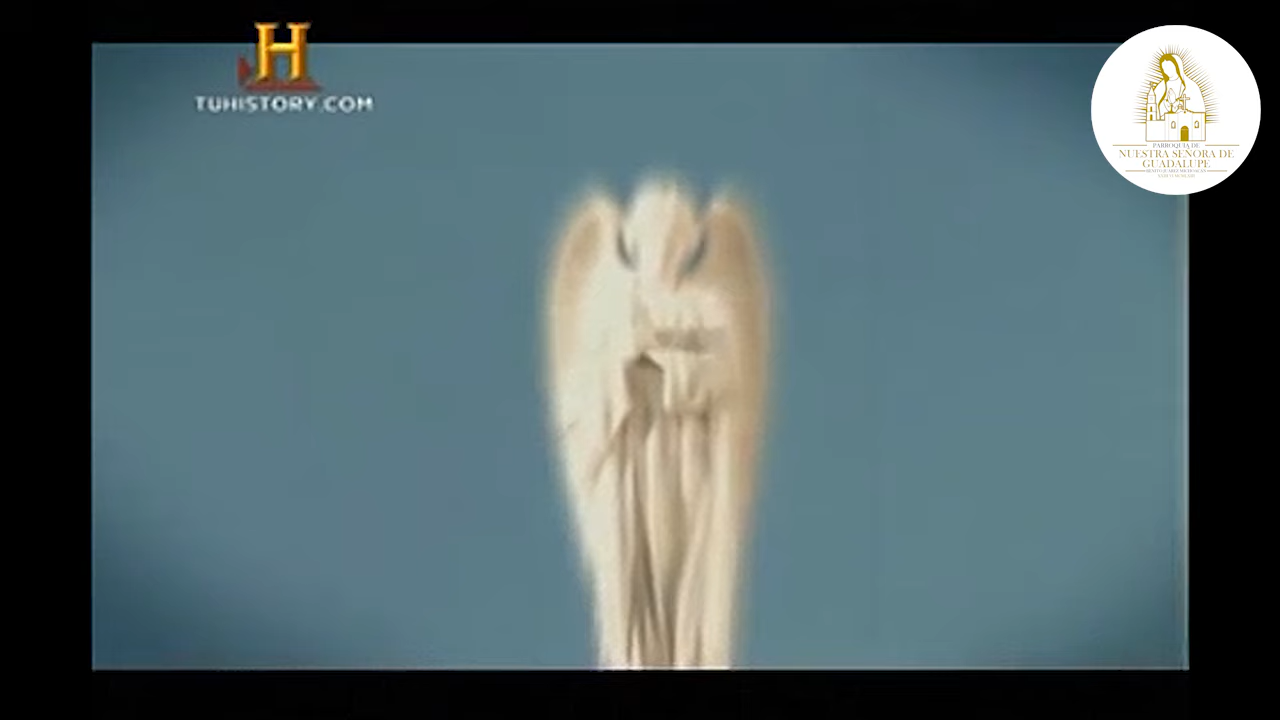 H
TUHISTORY.COM
PARROQUIA DE
NUESTRA SEÑORA DE
GUADALUPE